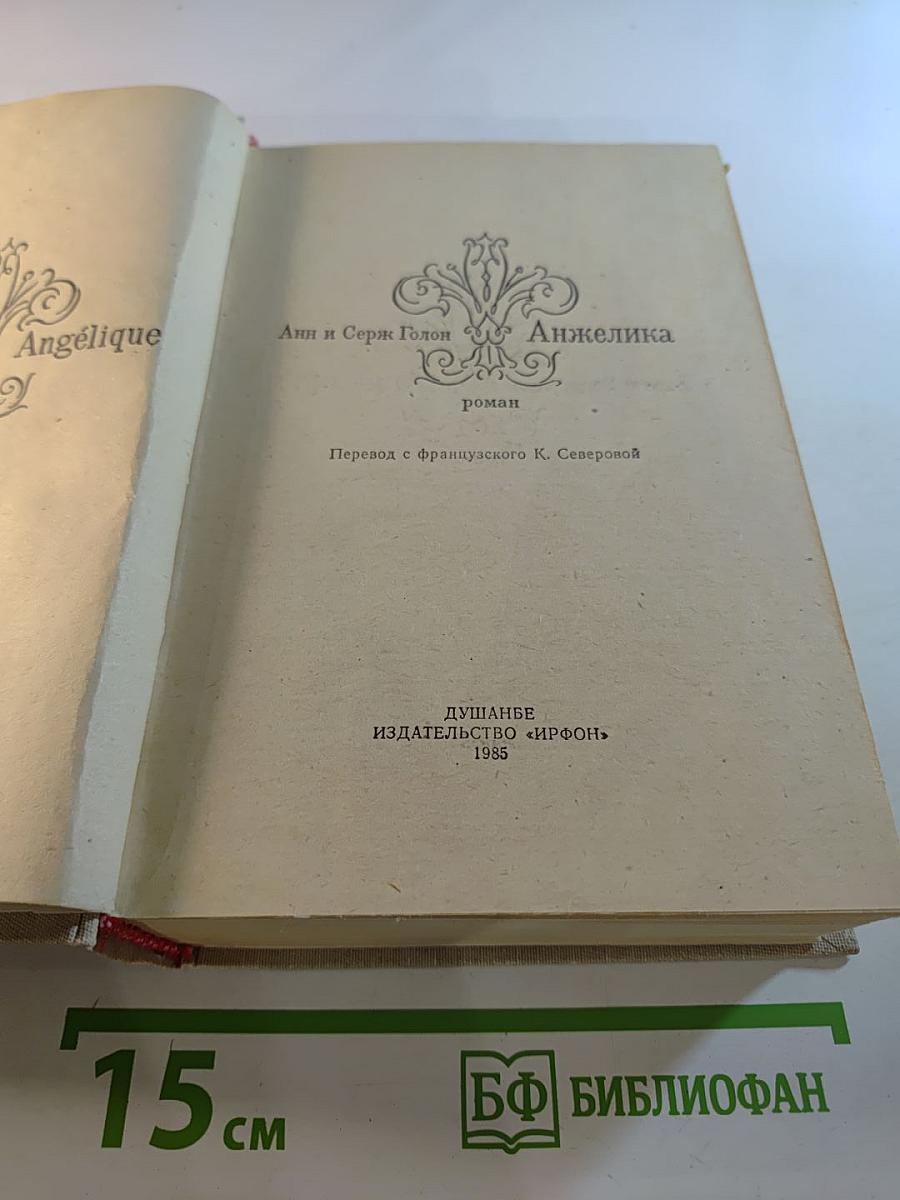 Angélique
Анн и Серж Голон Анжелика
роман
Перевод с французского К. Северовой
ДУШАНБЕ
ИЗДАТЕЛЬСТВО «ИРФОН»
1985
15 см
БФ БИБЛИОФАН